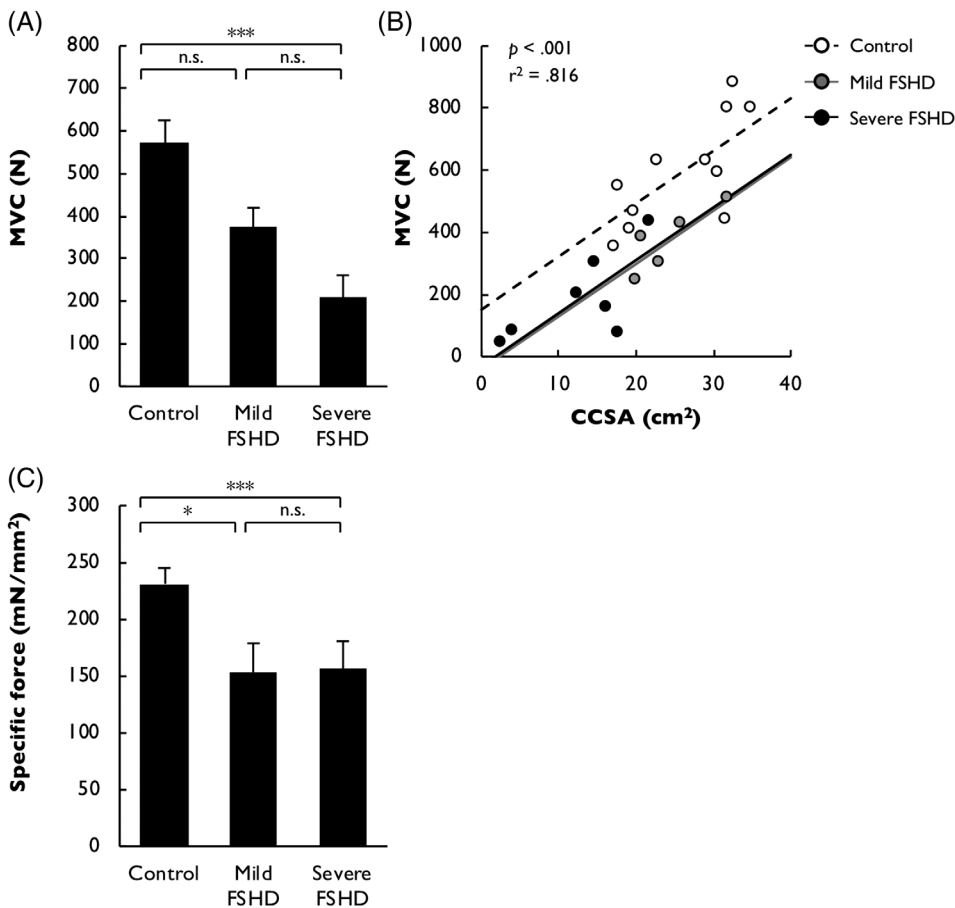 (A)
***
n.s.
n.s.
MVC (N)
800
700
600
500
400
300
200
100
0
Control
Mild
FSHD
Severe
FSHD
(B)
p < .001
r² = .816
MVC (N)
1000
800
600
400
200
0
0
10
20
30
40
CCSA (cm²)
Control
Mild FSHD
Severe FSHD
(C)
***
*
n.s.
Specific force (mN/mm²)
300
250
200
150
100
50
0
Control
Mild
FSHD
Severe
FSHD